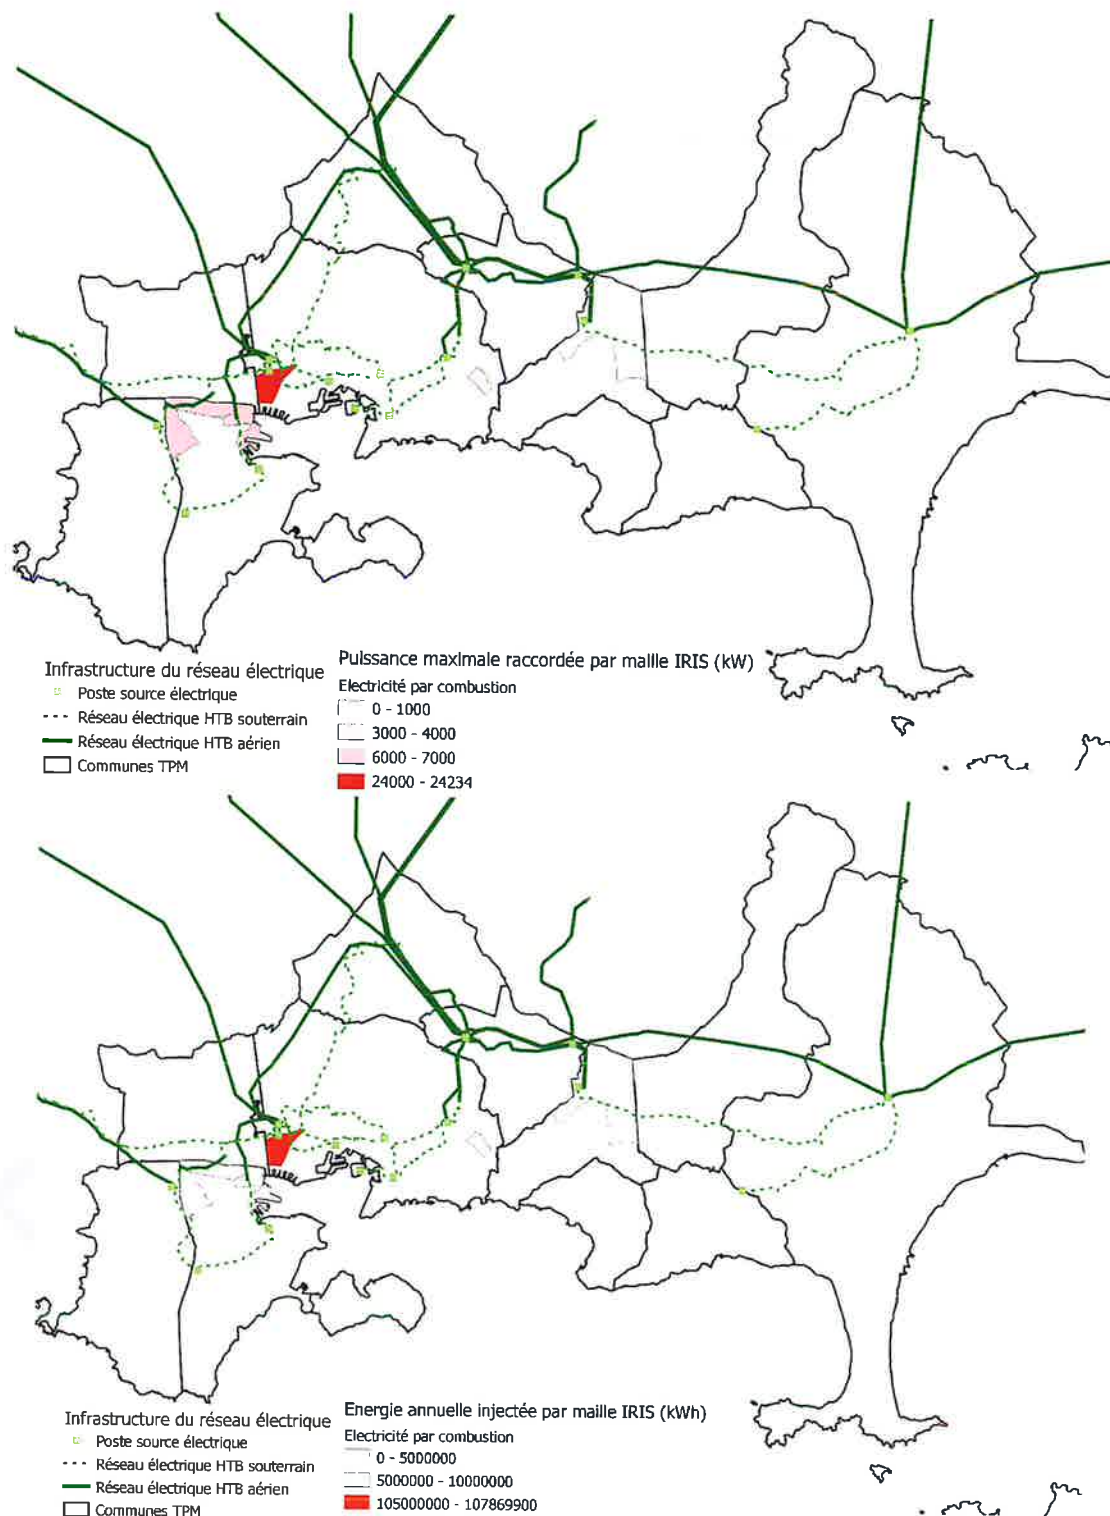 Infrastructure du réseau électrique
Poste source électrique
Réseau électrique HTB souterrain
Réseau électrique HTB aérien
Communes TPM
Puissance maximale raccordée par maille IRIS (kW)
Electricité par combustion
0 - 1000
3000 - 4000
6000 - 7000
24000 - 24234
Infrastructure du réseau électrique
Poste source électrique
Réseau électrique HTB souterrain
Réseau électrique HTB aérien
Communes TPM
Energie annuelle injectée par maille IRIS (kWh)
Electricité par combustion
0 - 5000000
5000000 - 10000000
105000000 - 107869900